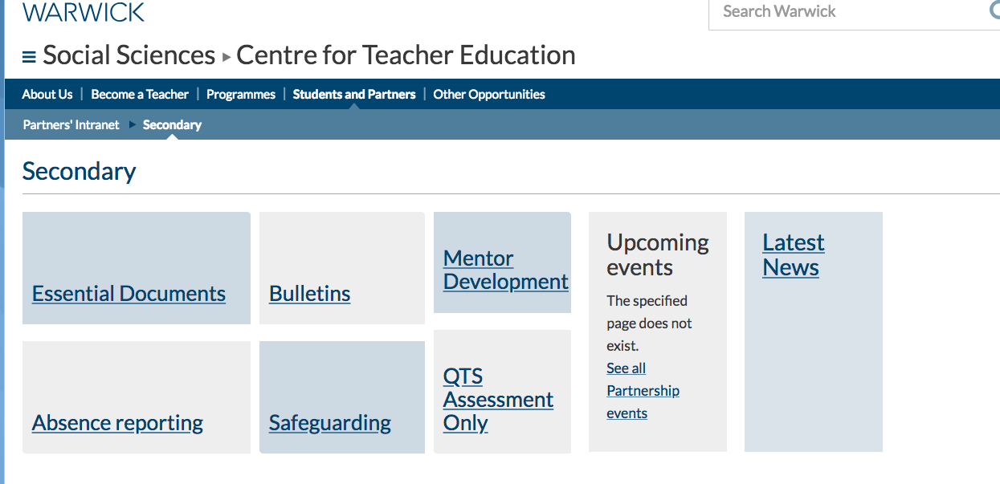 WARWICK
Search Warwick
Social Sciences ▸ Centre for Teacher Education
About Us | Become a Teacher | Programmes | Students and Partners | Other Opportunities
Partners' Intranet ▸ Secondary
Secondary
Essential Documents
Bulletins
Mentor
Development
Absence reporting
Safeguarding
QTS
Assessment
Only
Upcoming
events
The specified
page does not
exist.
See all
Partnership
events
Latest
News